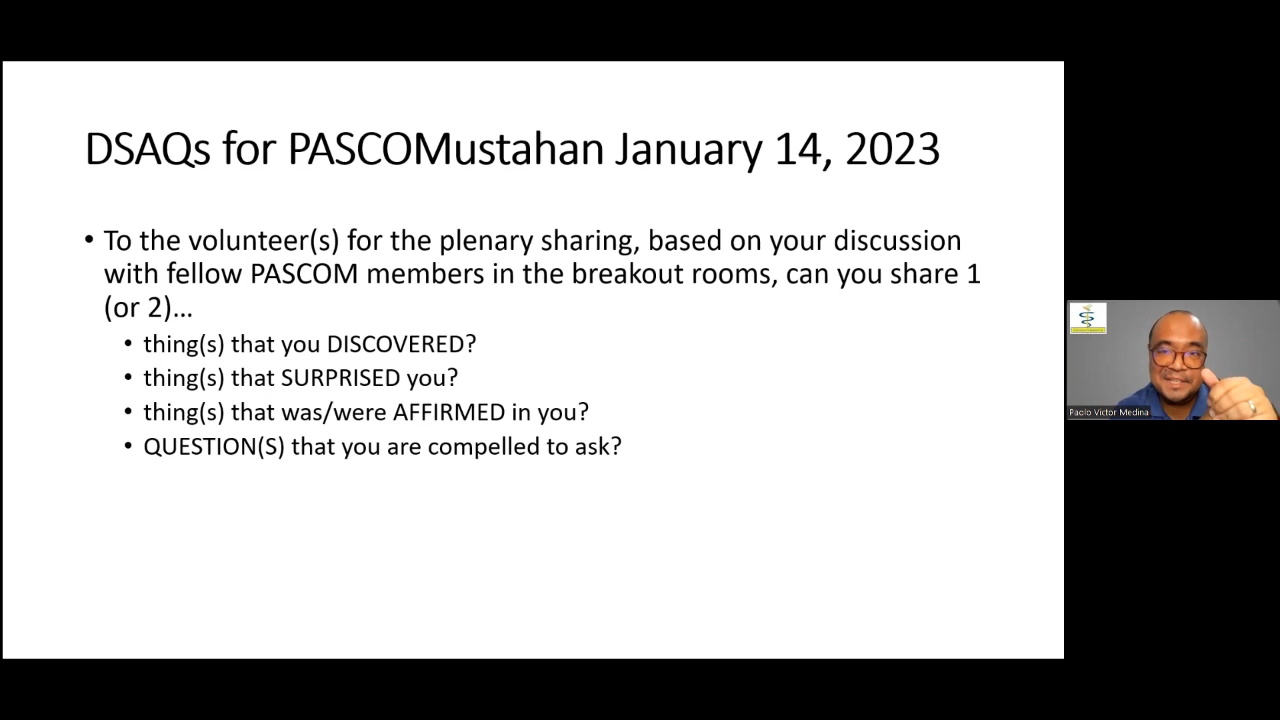 DSAQs for PASCOMustahan January 14, 2023
• To the volunteer(s) for the plenary sharing, based on your discussion
with fellow PASCOM members in the breakout rooms, can you share 1
(or 2)...
• thing(s) that you DISCOVERED?
• thing(s) that SURPRISED you?
• thing(s) that was/were AFFIRMED in you?
• QUESTION(S) that you are compelled to ask?
Paolo Victor Medina